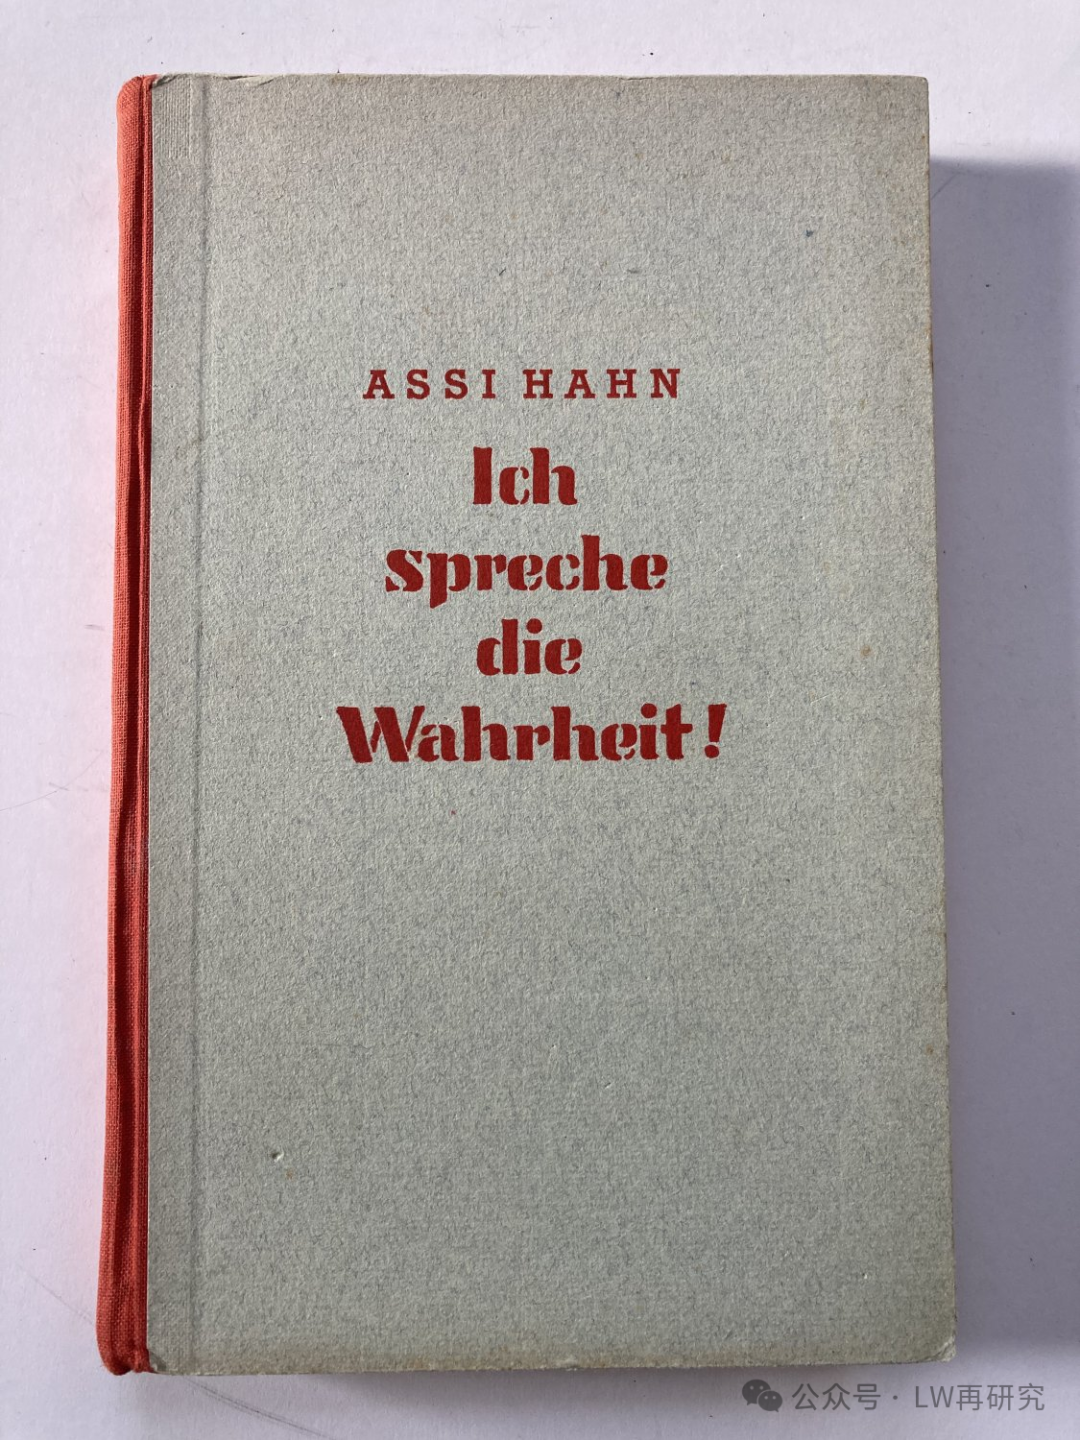 ASSI HAHN
Ich
spreche
die
Wahrheit!
公众号 · LW再研究